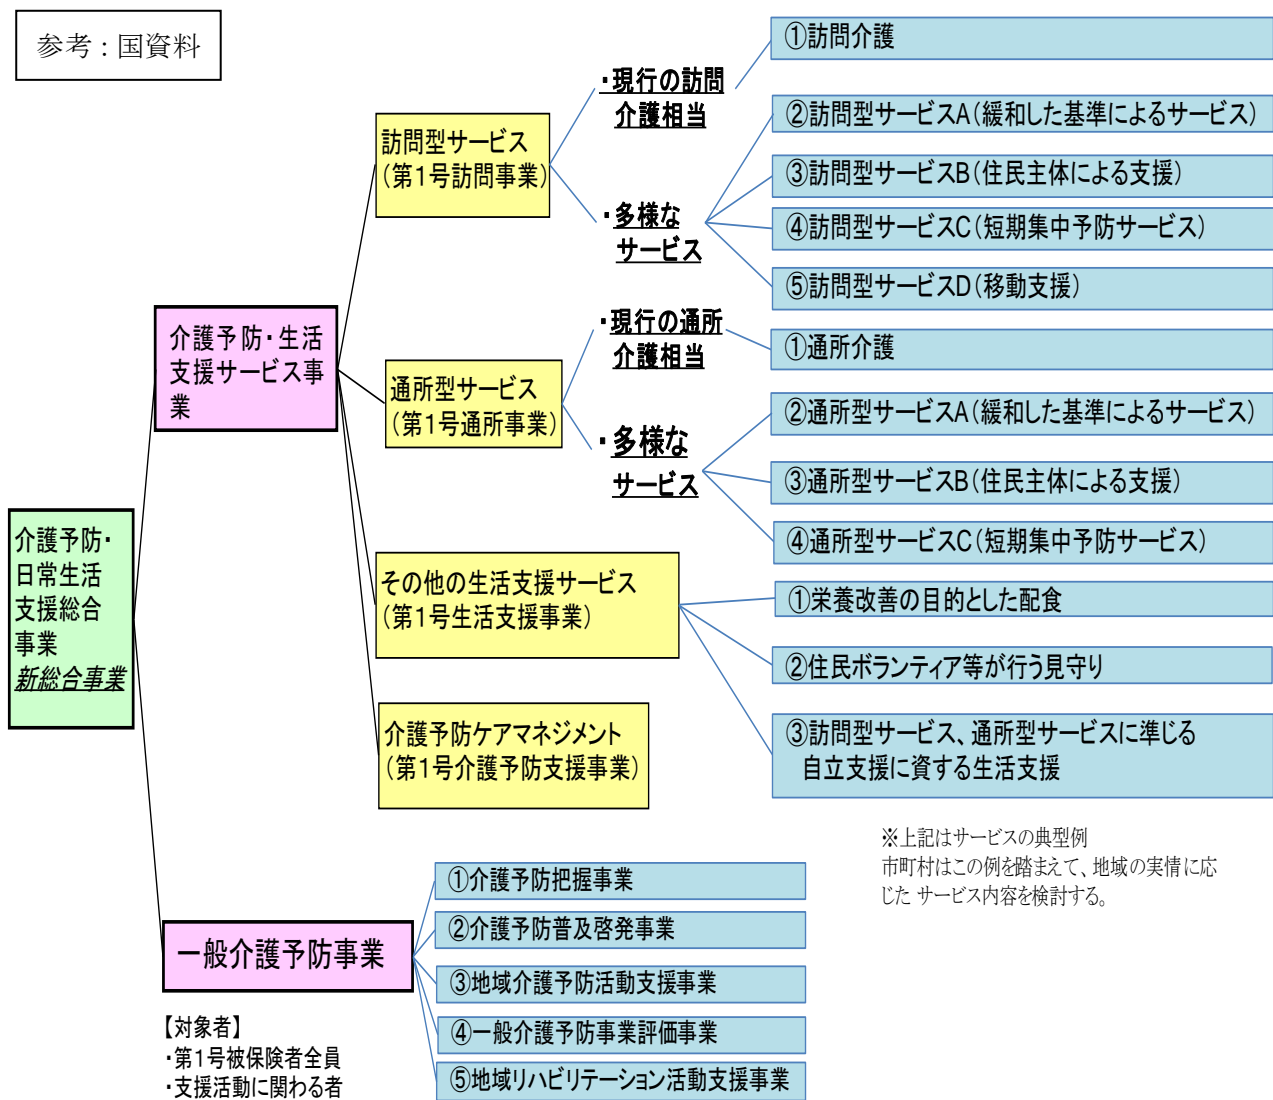 参考:国資料
介護予防・
日常生活
支援総合
事業
新総合事業
介護予防・生活
支援サービス事
業
訪問型サービス
(第1号訪問事業)
・現行の訪問
介護相当
①訪問介護
・多様な
サービス
②訪問型サービスA(緩和した基準によるサービス)
③訪問型サービスB(住民主体による支援)
④訪問型サービスC(短期集中予防サービス)
⑤訪問型サービスD(移動支援)
通所型サービス
(第1号通所事業)
・現行の通所
介護相当
①通所介護
・多様な
サービス
②通所型サービスA(緩和した基準によるサービス)
③通所型サービスB(住民主体による支援)
④通所型サービスC(短期集中予防サービス)
その他の生活支援サービス
(第1号生活支援事業)
①栄養改善の目的とした配食
②住民ボランティア等が行う見守り
③訪問型サービス、通所型サービスに準じる
自立支援に資する生活支援
介護予防ケアマネジメント
(第1号介護予防支援事業)
※上記はサービスの典型例
市町村はこの例を踏まえて、地域の実情に応
じた サービス内容を検討する。
一般介護予防事業
①介護予防把握事業
②介護予防普及啓発事業
③地域介護予防活動支援事業
④一般介護予防事業評価事業
⑤地域リハビリテーション活動支援事業
【対象者】
・第1号被保険者全員
・支援活動に関わる者